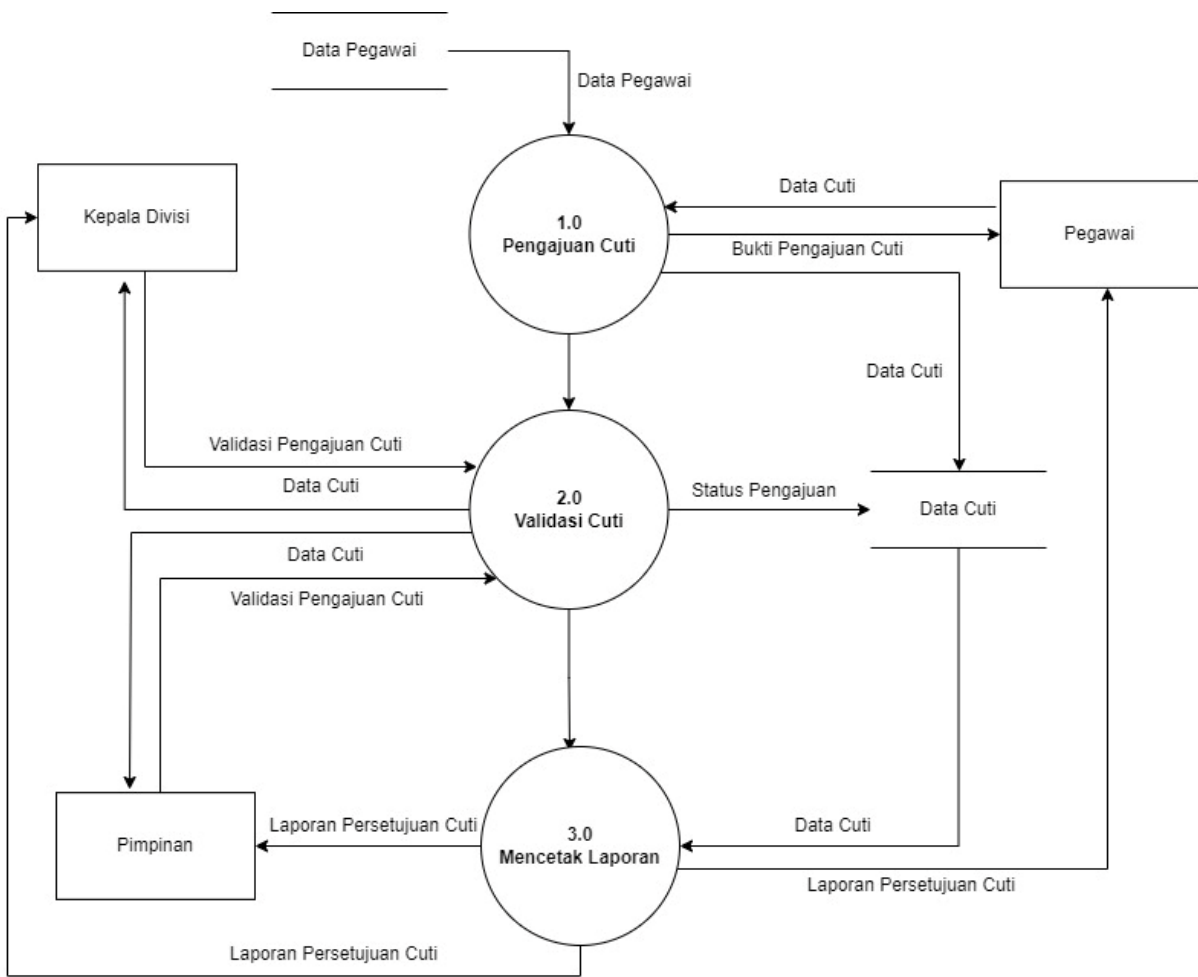 Data Pegawai
Data Pegawai
Kepala Divisi
Data Cuti
1.0
Pengajuan Cuti
Pegawai
Bukti Pengajuan Cuti
Data Cuti
Validasi Pengajuan Cuti
Data Cuti
2.0
Validasi Cuti
Status Pengajuan
Data Cuti
Data Cuti
Validasi Pengajuan Cuti
Pimpinan
Laporan Persetujuan Cuti
3.0
Mencetak Laporan
Data Cuti
Laporan Persetujuan Cuti
Laporan Persetujuan Cuti